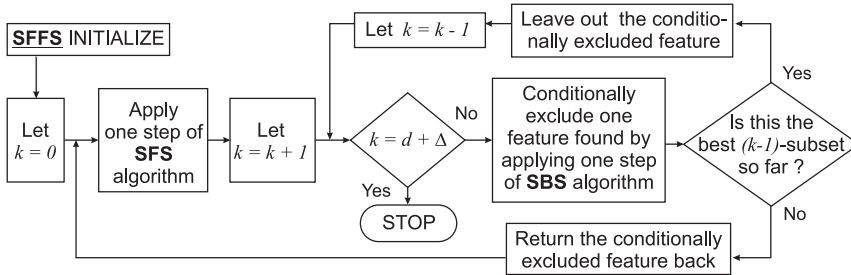 SFFS INITIALIZE
Let
k = 0
Apply
one step of
SFS
algorithm
Let
k = k + 1
k = d + Δ
No
Yes
STOP
Conditionally
exclude one
feature found by
applying one step
of SBS algorithm
Is this the
best (k-1)-subset
so far ?
Yes
Leave out the conditio-
nally excluded feature
Let k = k - 1
No
Return the conditionally
excluded feature back